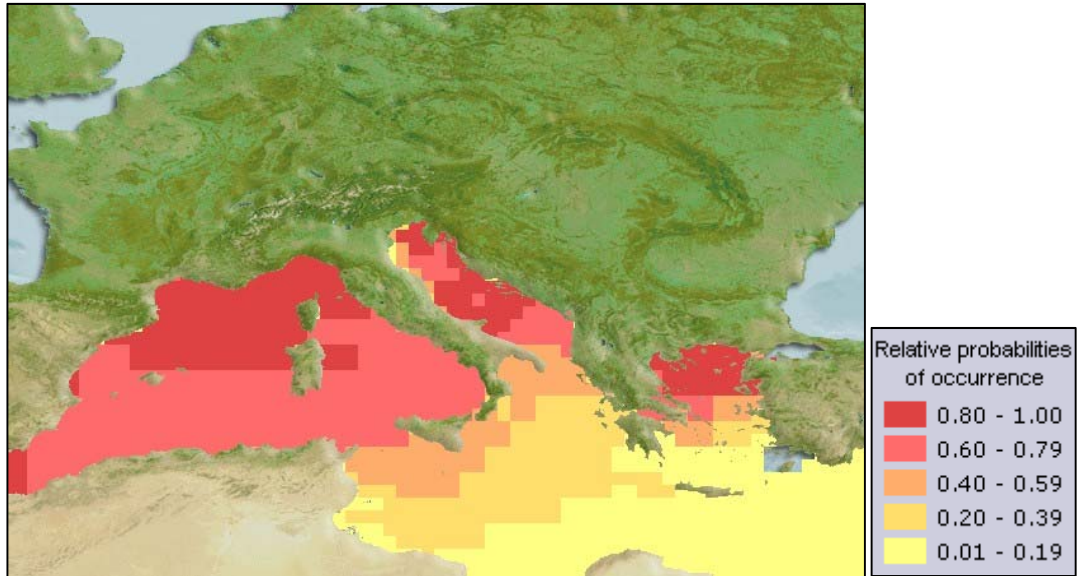 Relative probabilities
of occurrence
0.80 - 1.00
0.60 - 0.79
0.40 - 0.59
0.20 - 0.39
0.01 - 0.19